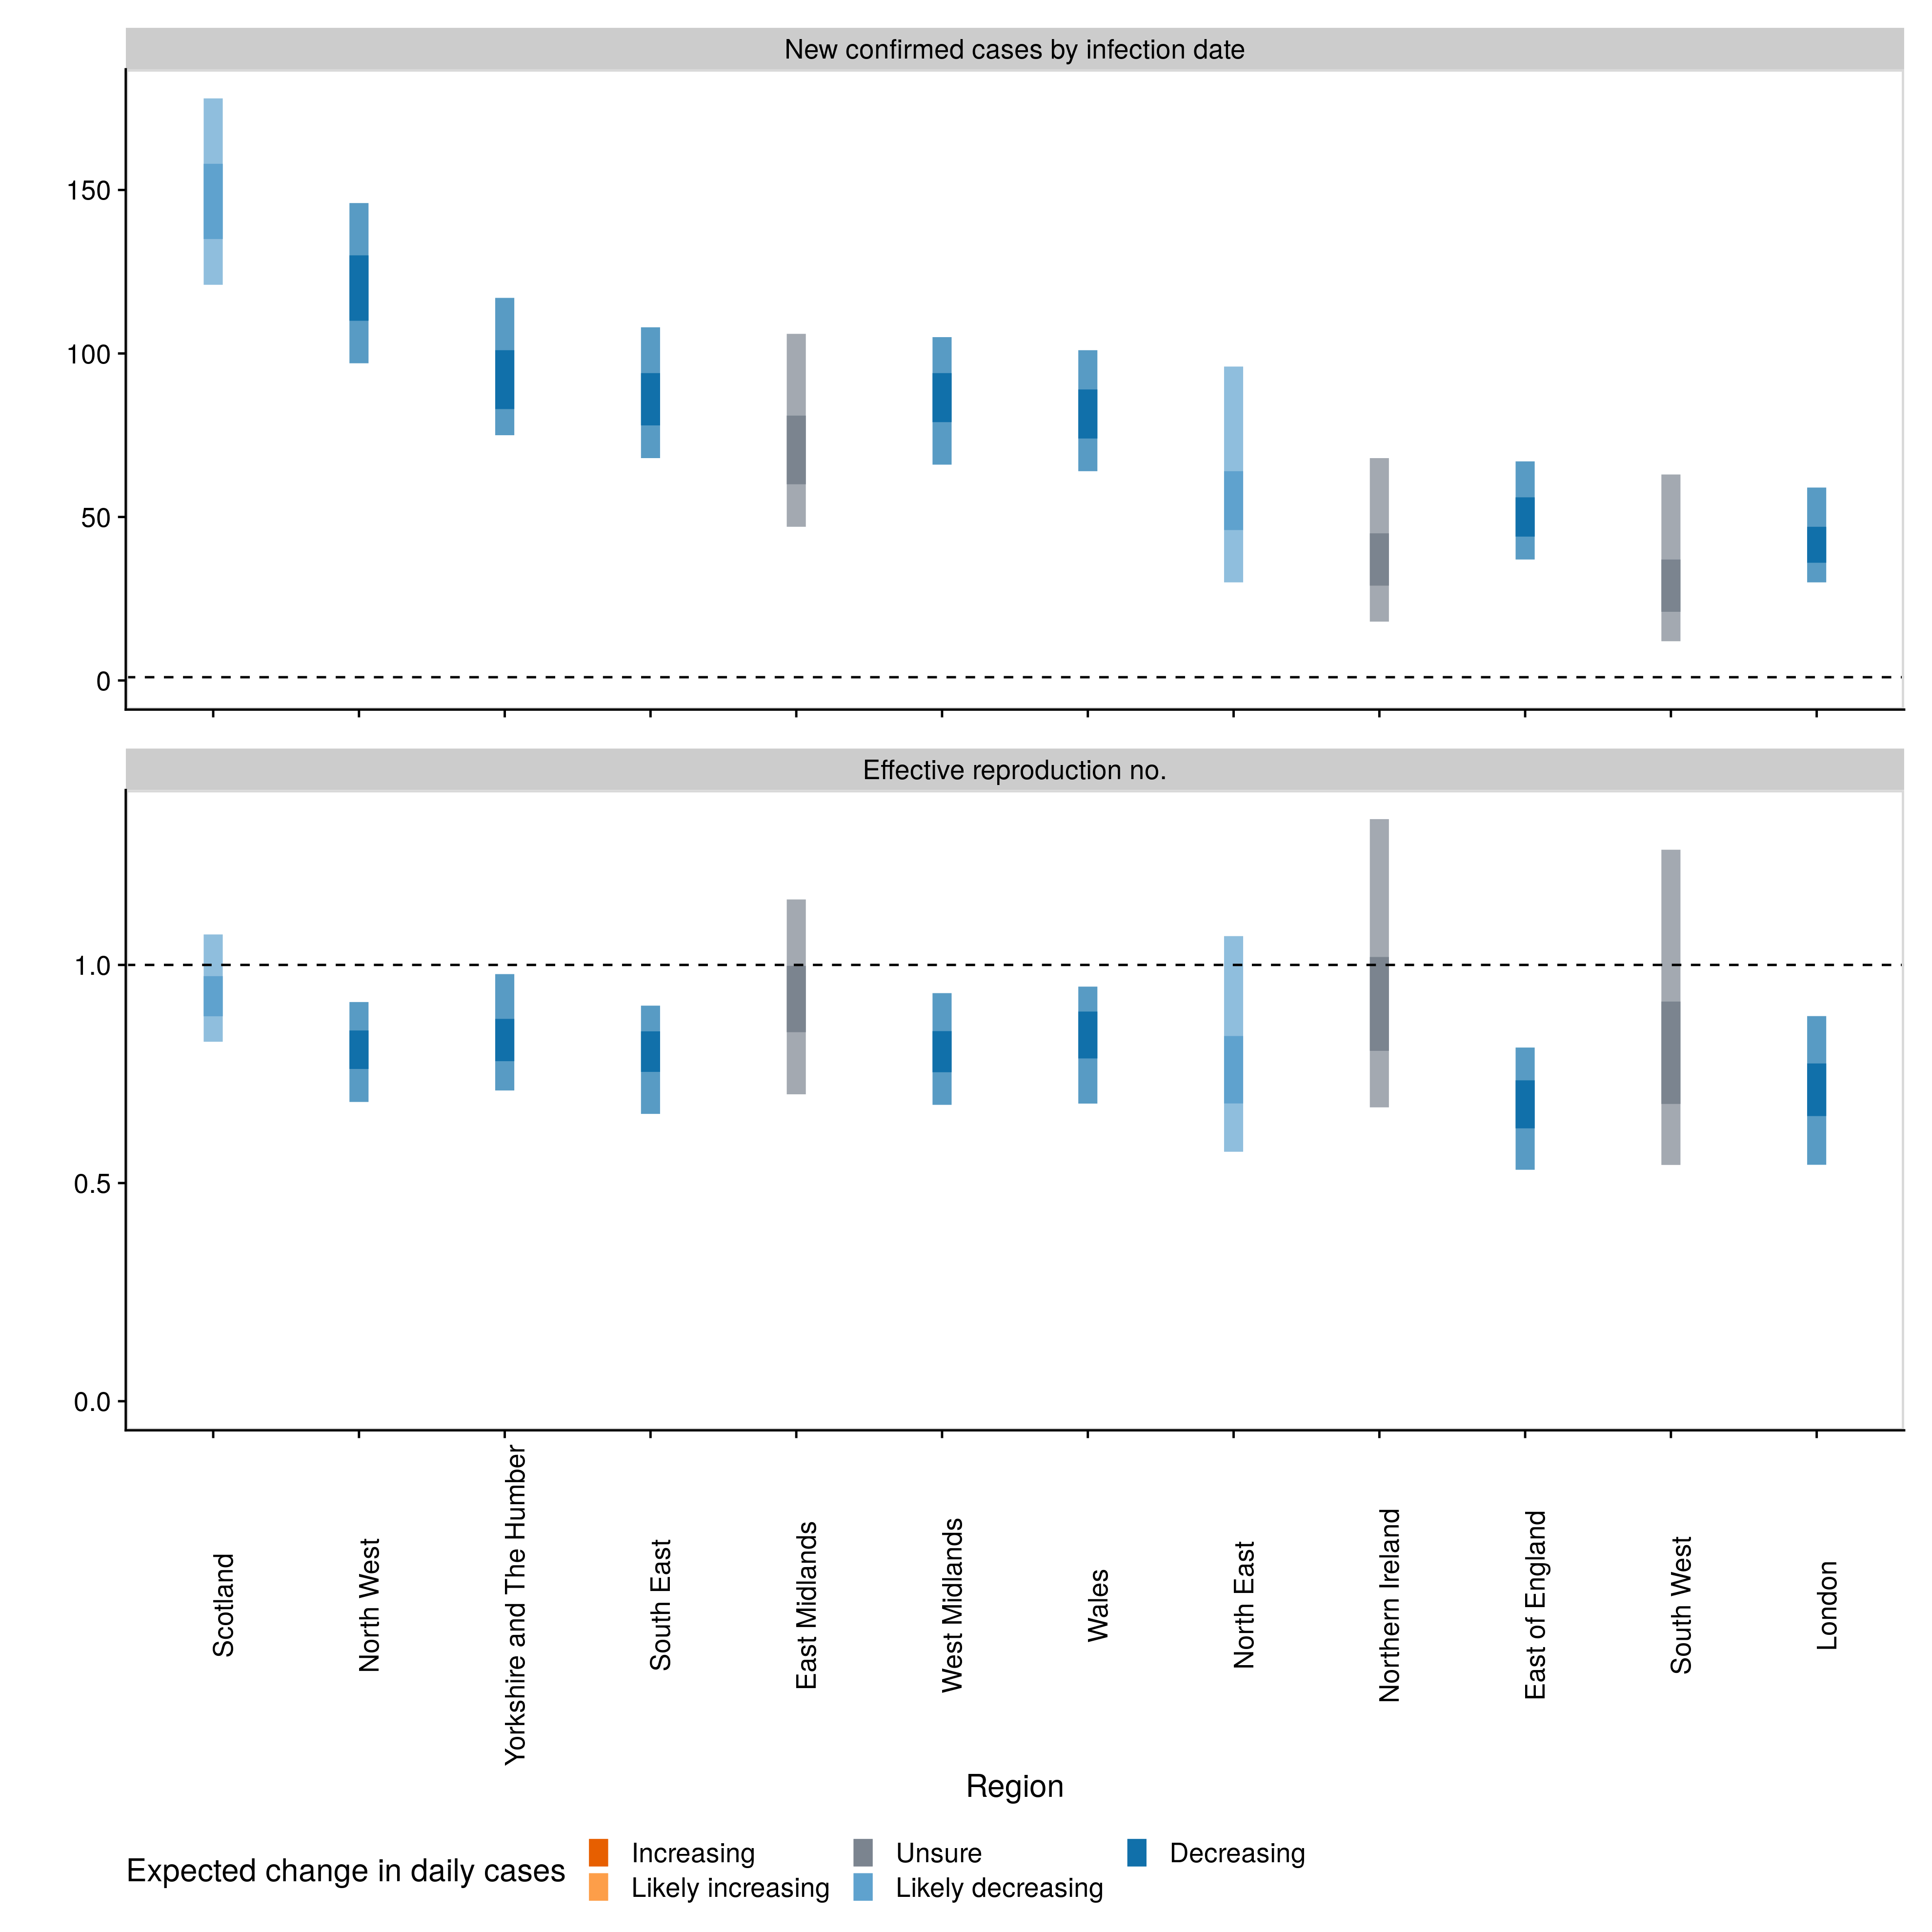 New confirmed cases by infection date
150
100
50
0
Effective reproduction no.
1.0
0.5
0.0
Scotland
North West
Yorkshire and The Humber
South East
East Midlands
West Midlands
Wales
North East
Northern Ireland
East of England
South West
London
Region
Expected change in daily cases
Increasing
Likely increasing
Unsure
Likely decreasing
Decreasing